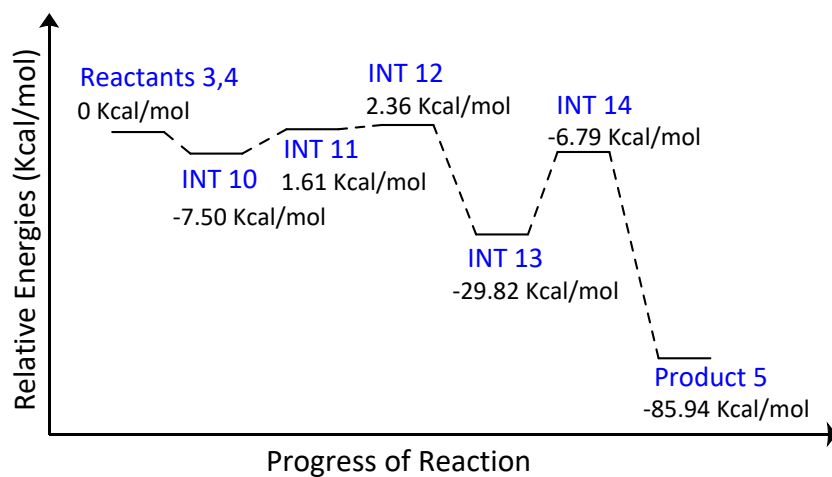 Relative Energies (Kcal/mol)
Reactants 3,4
0 Kcal/mol
INT 10
-7.50 Kcal/mol
INT 11
1.61 Kcal/mol
INT 12
2.36 Kcal/mol
INT 13
-29.82 Kcal/mol
INT 14
-6.79 Kcal/mol
Product 5
-85.94 Kcal/mol
Progress of Reaction